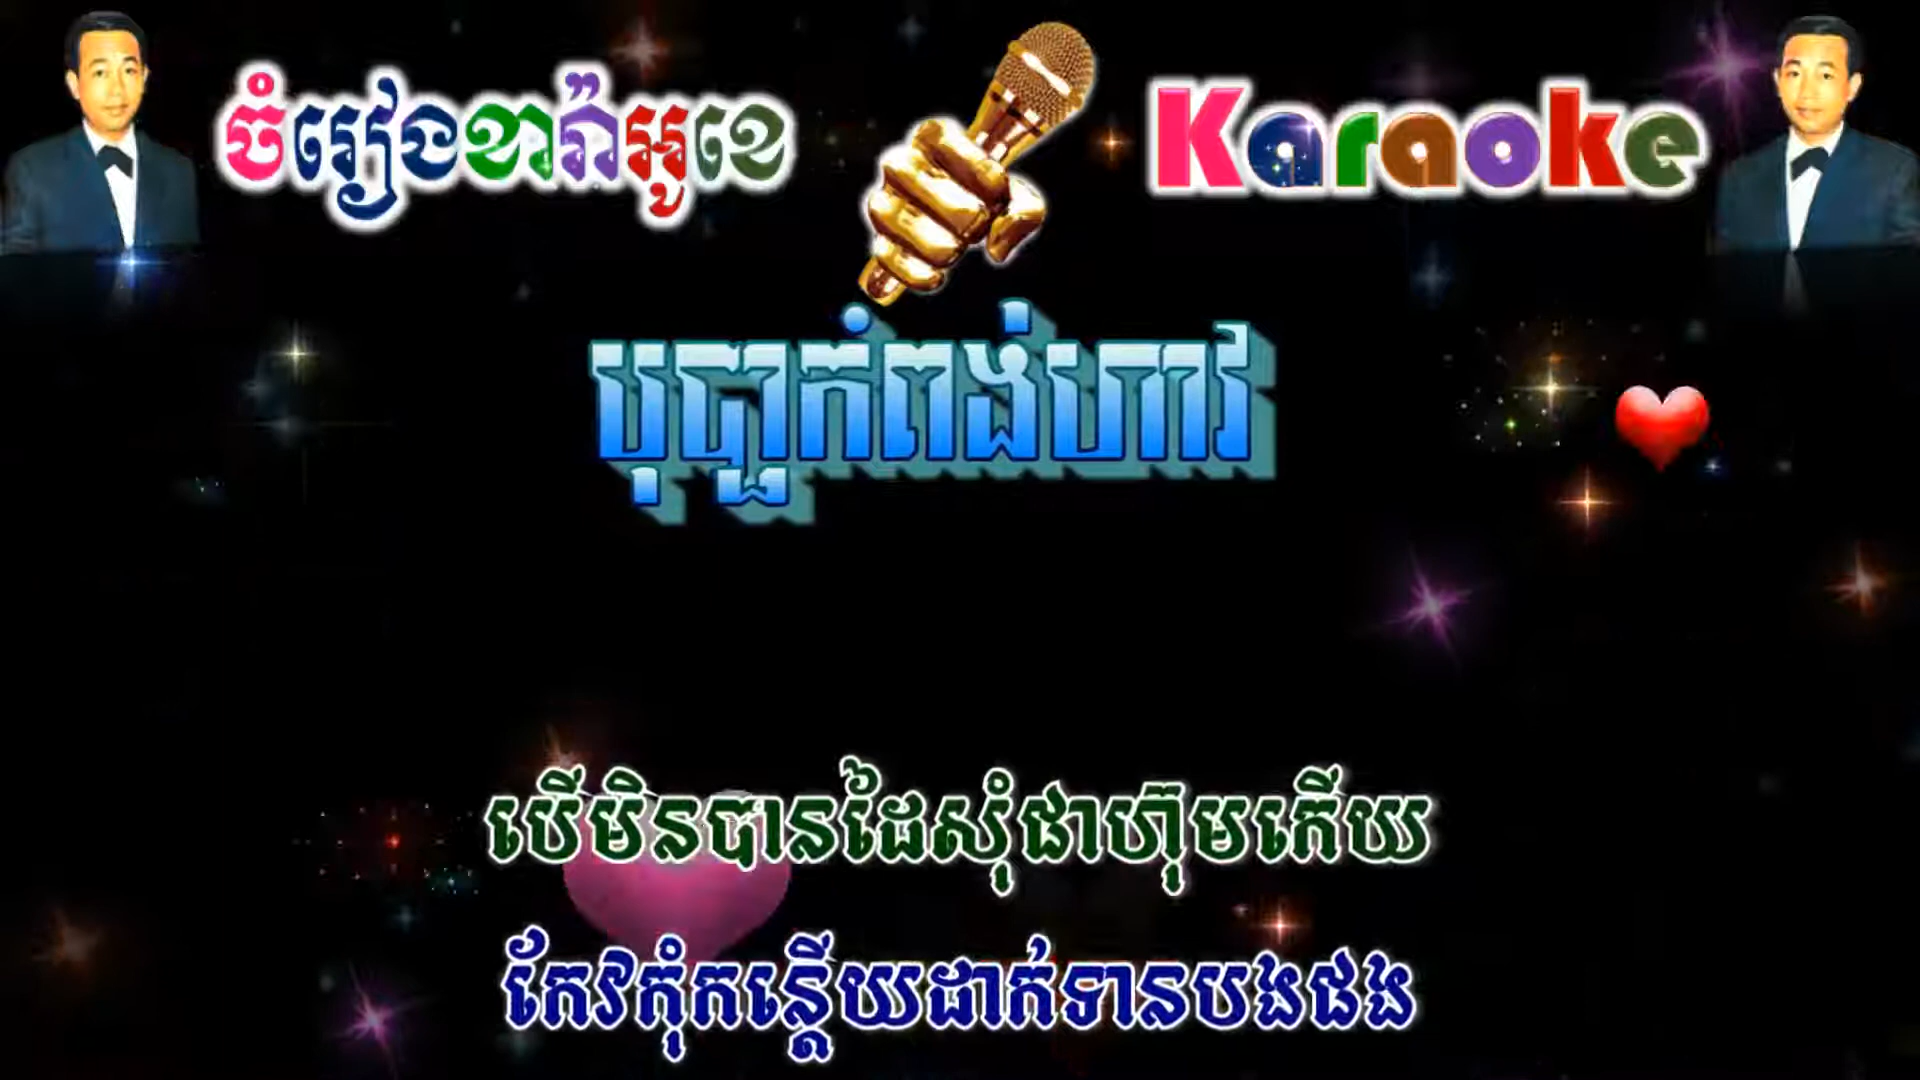 ចំរៀងខារ៉ាអូខេ Karaoke
បុប្ផាកំពង់ហាវ
បើមិនបានដៃសុំជាហ៊ុមកើយ
កែវកុំកន្តើយដាក់ទានបងផង